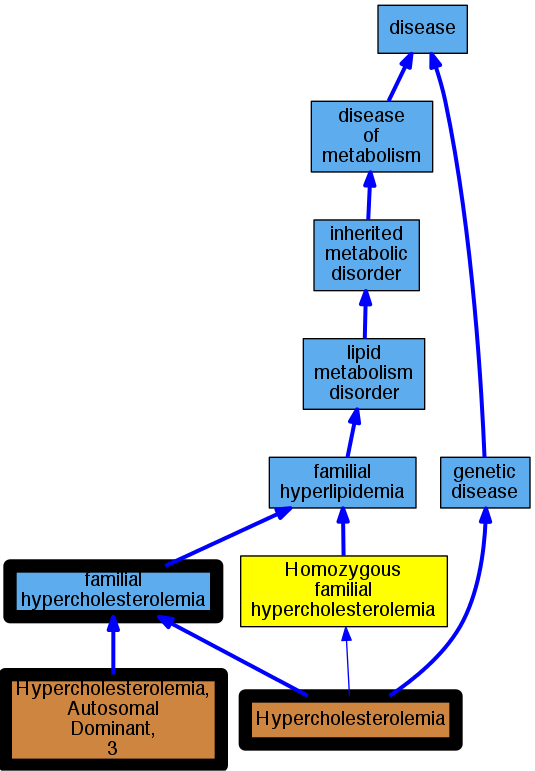 disease
disease
of
metabolism
inherited
metabolic
disorder
lipid
metabolism
disorder
familial
hyperlipidemia
genetic
disease
familial
hypercholesterolemia
Homozygous
familial
hypercholesterolemia
Hypercholesterolemia,
Autosomal
Dominant,
3
Hypercholesterolemia